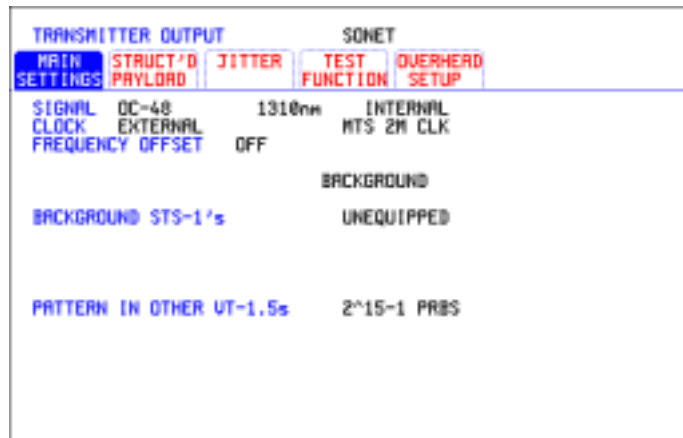 TRANSMITTER OUTPUT SONET
MAIN SETTINGS STRUCT'D PAYLOAD JITTER TEST FUNCTION OVERHEAD SETUP
SIGNAL OC-48 1310nm INTERNAL
CLOCK EXTERNAL MTS 2M CLK
FREQUENCY OFFSET OFF
BACKGROUND
BACKGROUND STS-1's UNEQUIPPED
PATTERN IN OTHER VT-1.5s 2^15-1 PRBS